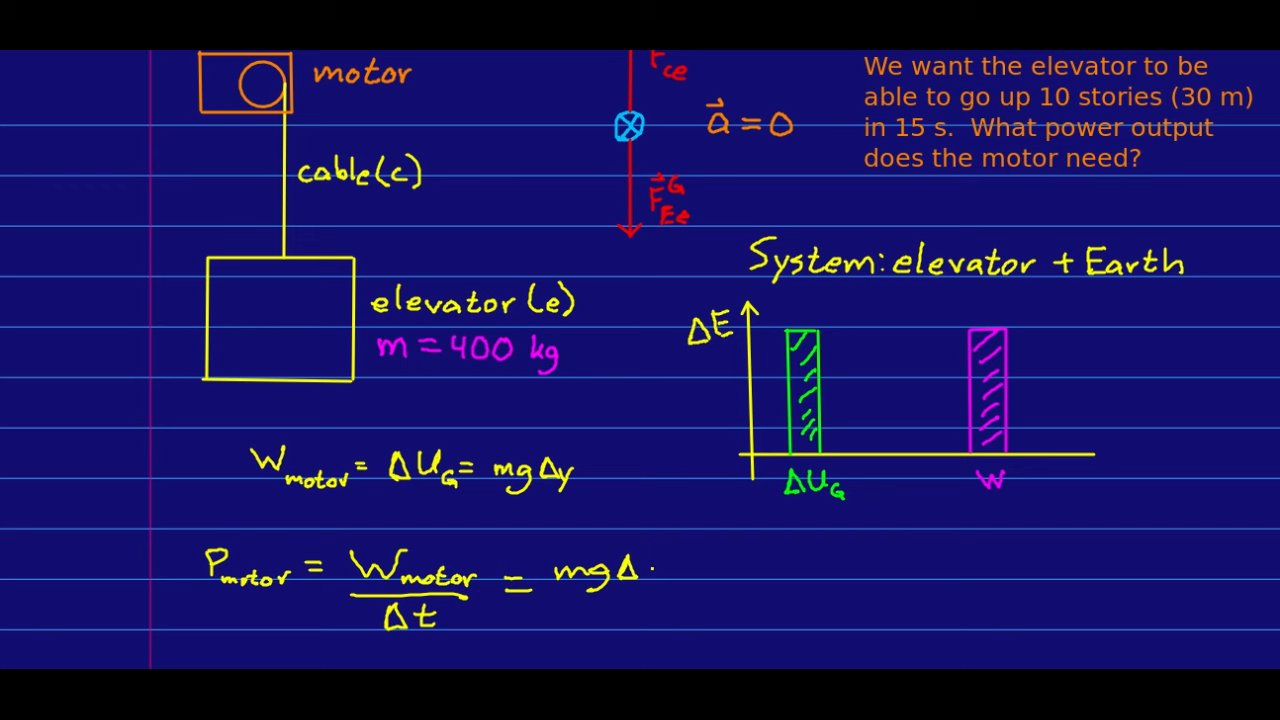 motor
cable(c)
elevator (e)
m = 400 kg
F⃗ce
a⃗ = 0
F⃗ᴳEe
We want the elevator to be
able to go up 10 stories (30 m)
in 15 s. What power output
does the motor need?
System: elevator + Earth
ΔE
ΔU_G
W
W_motor = ΔU_G = mgΔy
P_motor = W_motor / Δt = mgΔ